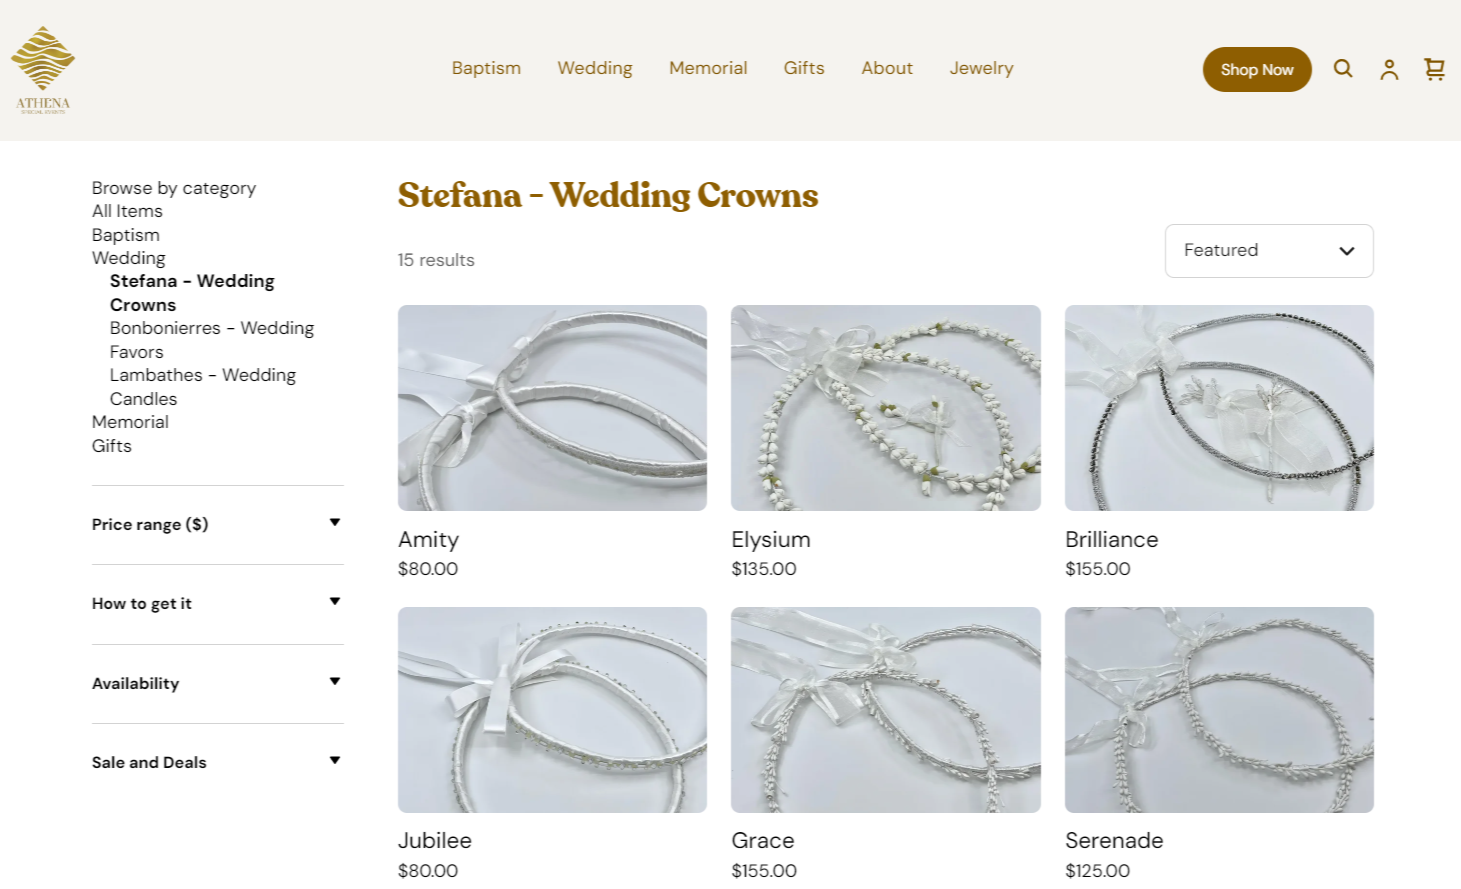 ATHENA
SPECIAL EVENTS
Baptism
Wedding
Memorial
Gifts
About
Jewelry
Shop Now
Browse by category
All Items
Baptism
Wedding
Stefana - Wedding
Crowns
Bonbonierres - Wedding
Favors
Lambathes - Wedding
Candles
Memorial
Gifts
Price range ($)
How to get it
Availability
Sale and Deals
Stefana - Wedding Crowns
15 results
Featured
Amity
$80.00
Elysium
$135.00
Brilliance
$155.00
Jubilee
$80.00
Grace
$155.00
Serenade
$125.00